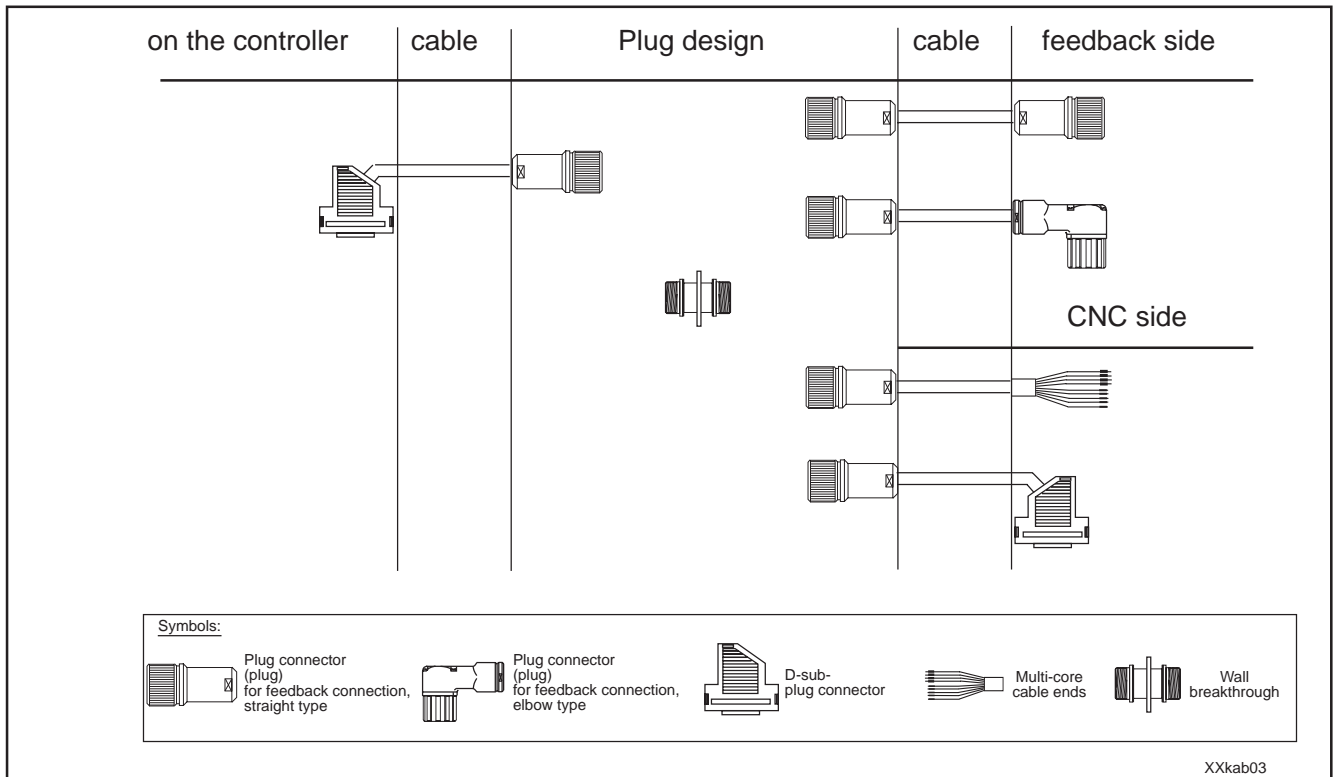 on the controller
cable
Plug design
cable
feedback side
CNC side
Symbols:
Plug connector
(plug)
for feedback connection,
straight type
Plug connector
(plug)
for feedback connection,
elbow type
D-sub-
plug connector
Multi-core
cable ends
Wall
breakthrough
XXkab03